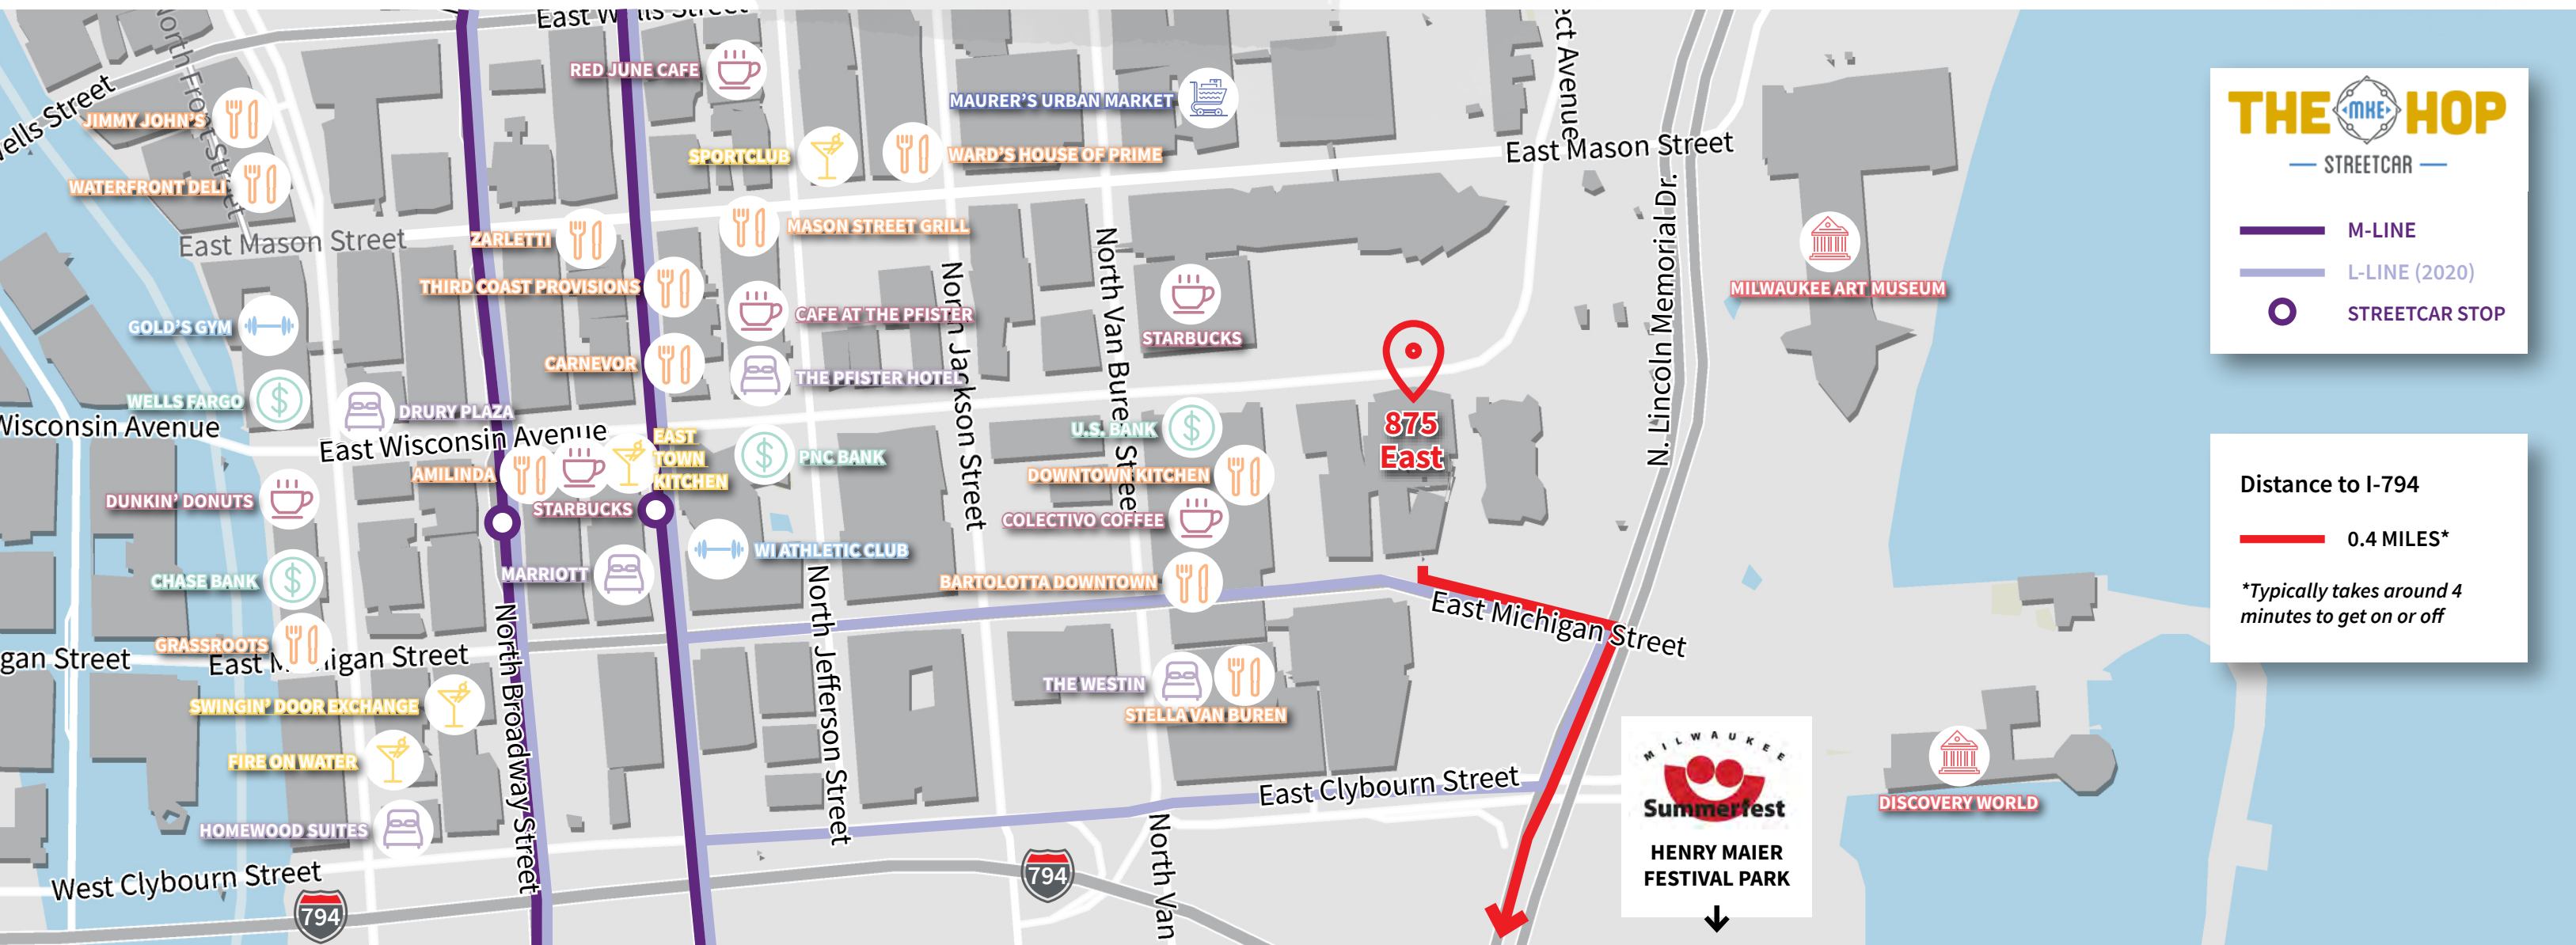 East Wells Street
North Front Street
ect Avenue
RED JUNE CAFE
MAURER'S URBAN MARKET
JIMMY JOHN'S
Wells Street
East Mason Street
SPORTCLUB
WARD'S HOUSE OF PRIME
WATERFRONT DELI
East Mason Street
ZARLETTI
MASON STREET GRILL
THIRD COAST PROVISIONS
North Jackson Street
North Van Buren Street
N. Lincoln Memorial Dr.
MILWAUKEE ART MUSEUM
GOLD'S GYM
CAFE AT THE PFISTER
STARBUCKS
CARNEVOR
THE PFISTER HOTEL
WELLS FARGO
DRURY PLAZA
875
East
Wisconsin Avenue
East Wisconsin Avenue
EAST
TOWN
KITCHEN
U.S. BANK
PNC BANK
AMILINDA
DOWNTOWN KITCHEN
DUNKIN' DONUTS
STARBUCKS
COLECTIVO COFFEE
WI ATHLETIC CLUB
CHASE BANK
MARRIOTT
BARTOLOTTA DOWNTOWN
North Broadway Street
North Jefferson Street
East Michigan Street
GRASSROOTS
gan Street
East Michigan Street
THE WESTIN
STELLA VAN BUREN
SWINGIN' DOOR EXCHANGE
FIRE ON WATER
HOMEWOOD SUITES
East Clybourn Street
West Clybourn Street
North Van
794
794
MILWAUKEE
Summerfest
HENRY MAIER
FESTIVAL PARK
DISCOVERY WORLD
THE MKE HOP
STREETCAR
M-LINE
L-LINE (2020)
STREETCAR STOP
Distance to I-794
0.4 MILES*
*Typically takes around 4
minutes to get on or off